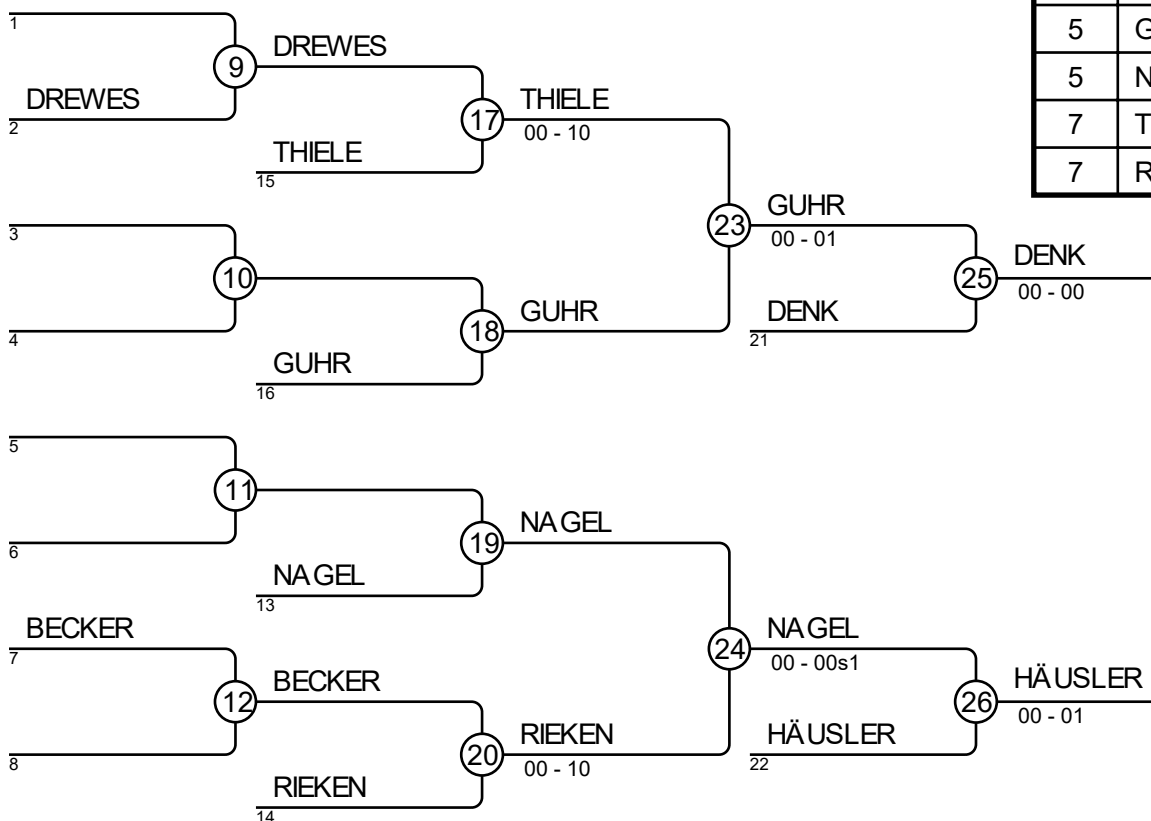 1
9
DREWES
DREWES
2
17
THIELE
00 - 10
THIELE
15
3
10
23
GUHR
00 - 01
4
18
GUHR
GUHR
16
25
DENK
00 - 00
DENK
21
5
11
6
19
NAGEL
NAGEL
13
BECKER
7
12
BECKER
24
NAGEL
00 - 00s1
8
20
RIEKEN
00 - 10
RIEKEN
14
26
HÄUSLER
00 - 01
HÄUSLER
22
5 G
5 N
7 T
7 R